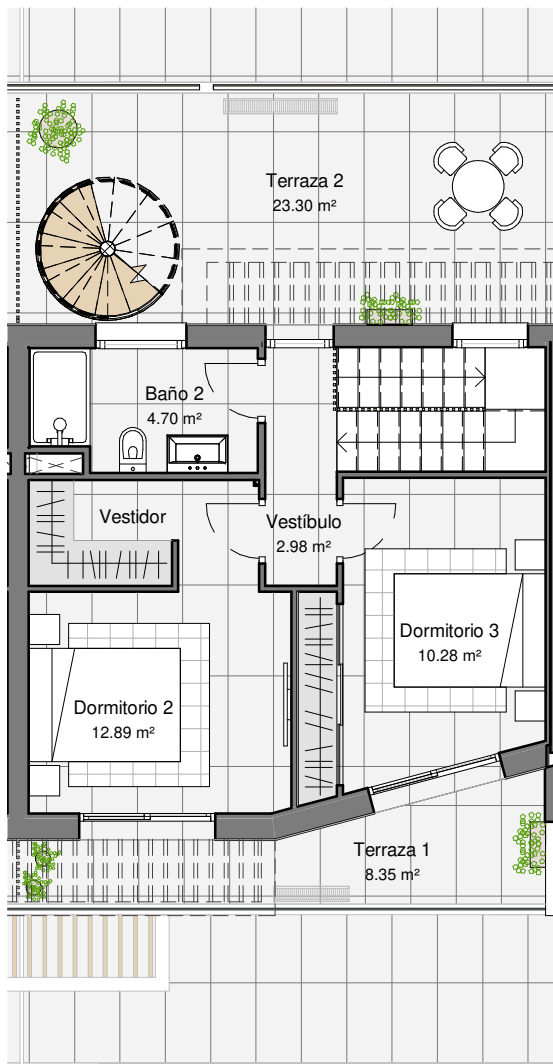 Terraza 2
23.30 m²
Baño 2
4.70 m²
Vestidor
Vestíbulo
2.98 m²
Dormitorio 3
10.28 m²
Dormitorio 2
12.89 m²
Terraza 1
8.35 m²